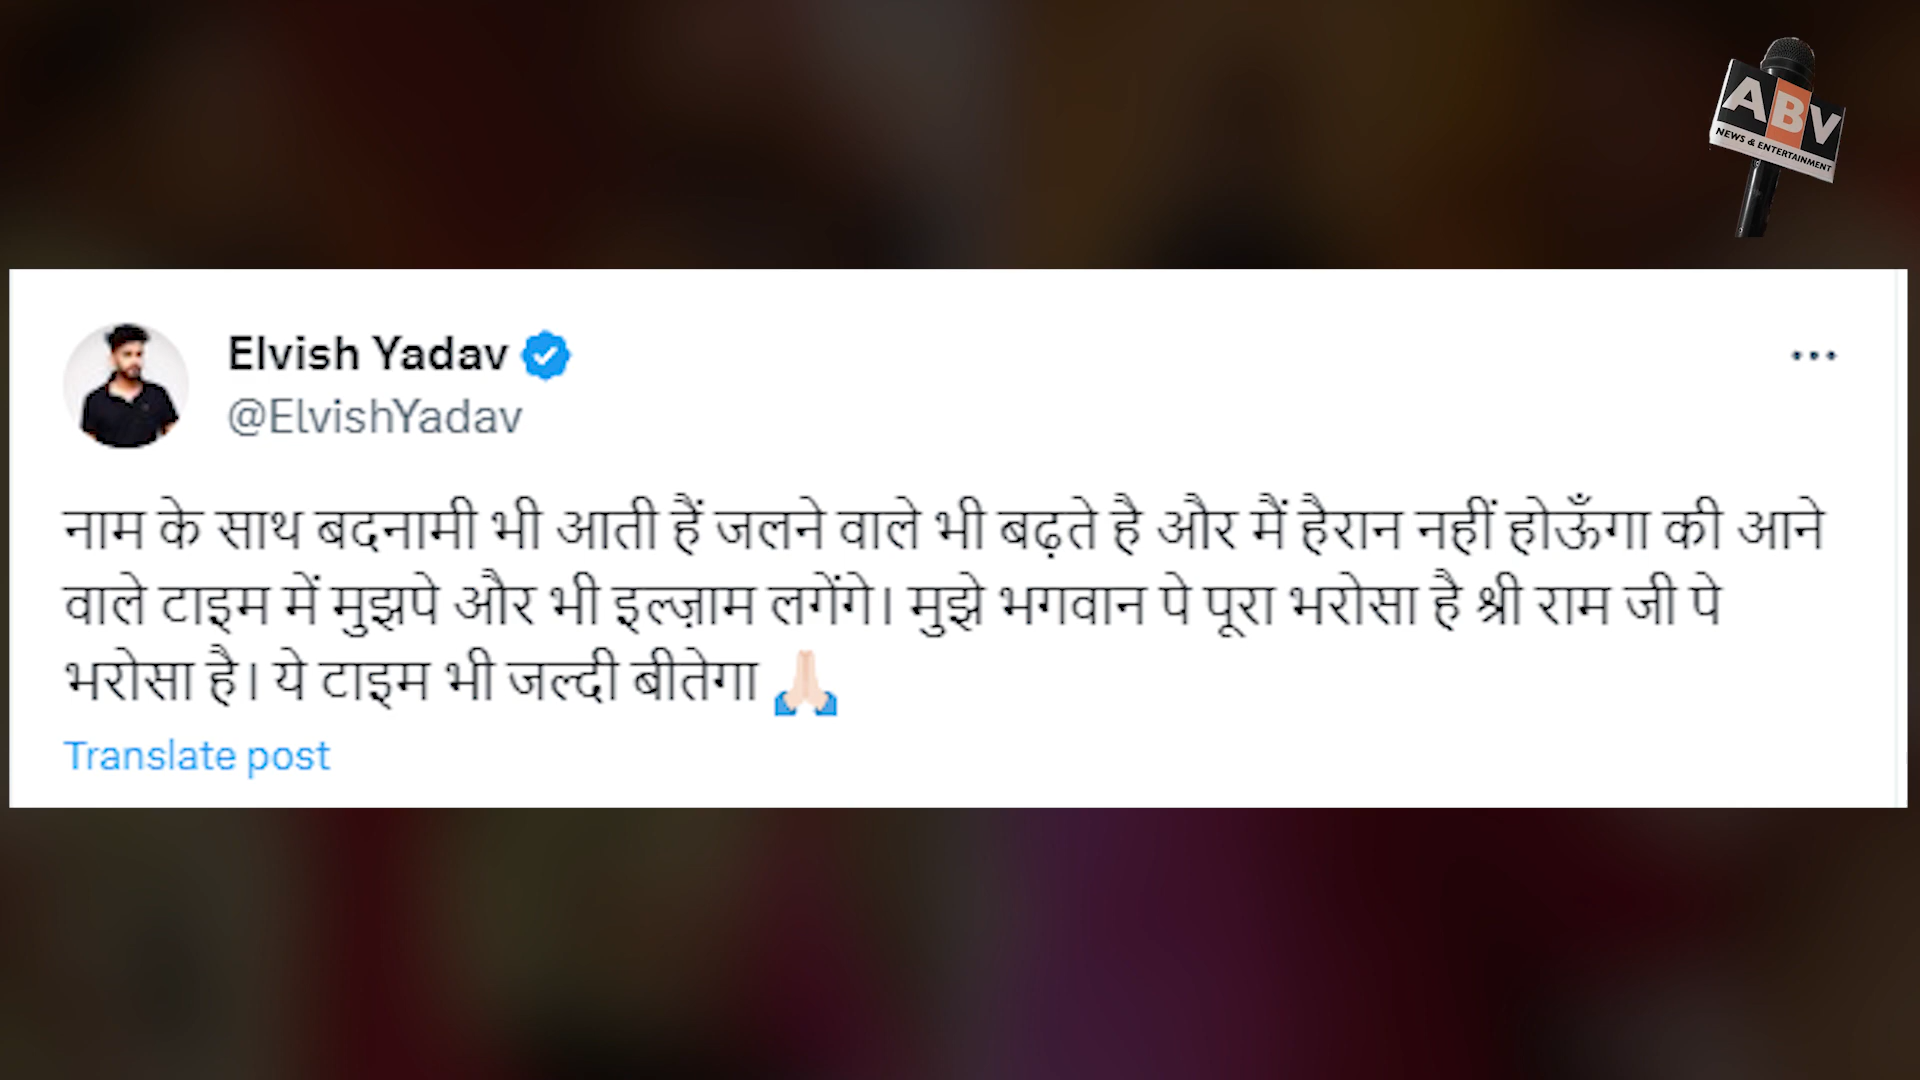 ABV
NEWS & ENTERTAINMENT
Elvish Yadav
@ElvishYadav
नाम के साथ बदनामी भी आती हैं जलने वाले भी बढ़ते है और मैं हैरान नहीं होऊँगा की आने
वाले टाइम में मुझपे और भी इल्ज़ाम लगेंगे। मुझे भगवान पे पूरा भरोसा है श्री राम जी पे
भरोसा है। ये टाइम भी जल्दी बीतेगा 🙏🏻
Translate post